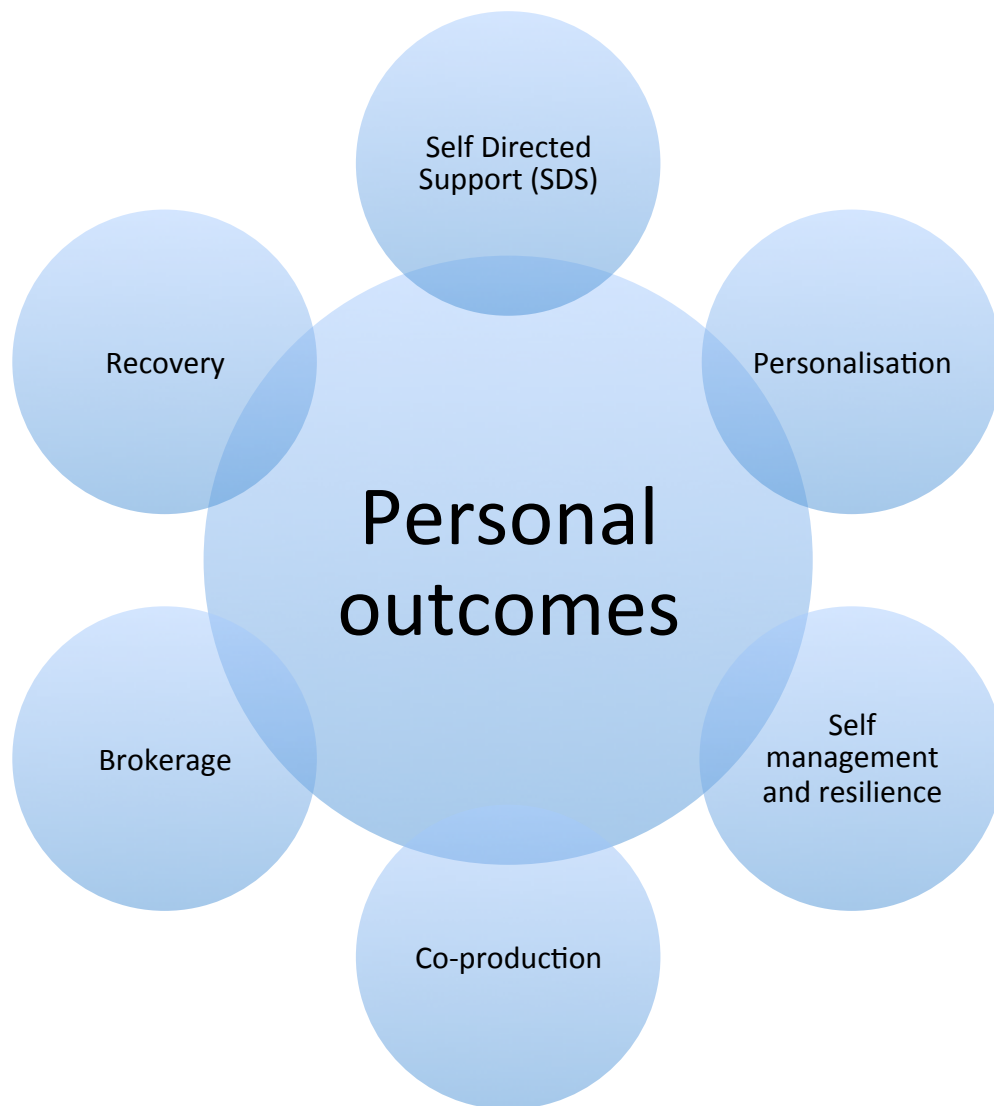 Self Directed
Support (SDS)
Recovery
Personalisation
Personal
outcomes
Brokerage
Self
management
and resilience
Co-production